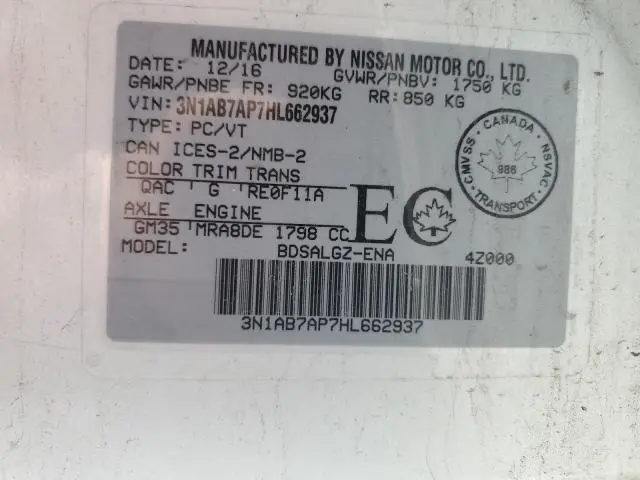 MANUFACTURED BY NISSAN MOTOR CO., LTD.
DATE: 12/16 GVWR/PNBV: 1750 KG
GAWR/PNBE FR: 920KG RR: 850 KG
VIN: 3N1AB7AP7HL662937
TYPE: PC/VT
CAN ICES-2/NMB-2
COLOR TRIM TRANS
QAC G RE0F11A
AXLE ENGINE
GM35 MRA8DE 1798 CC
EC
MODEL: BDSALGZ-ENA 4Z000
3N1AB7AP7HL662937
CMVSS · CANADA · NSVAC
986
TRANSPORT